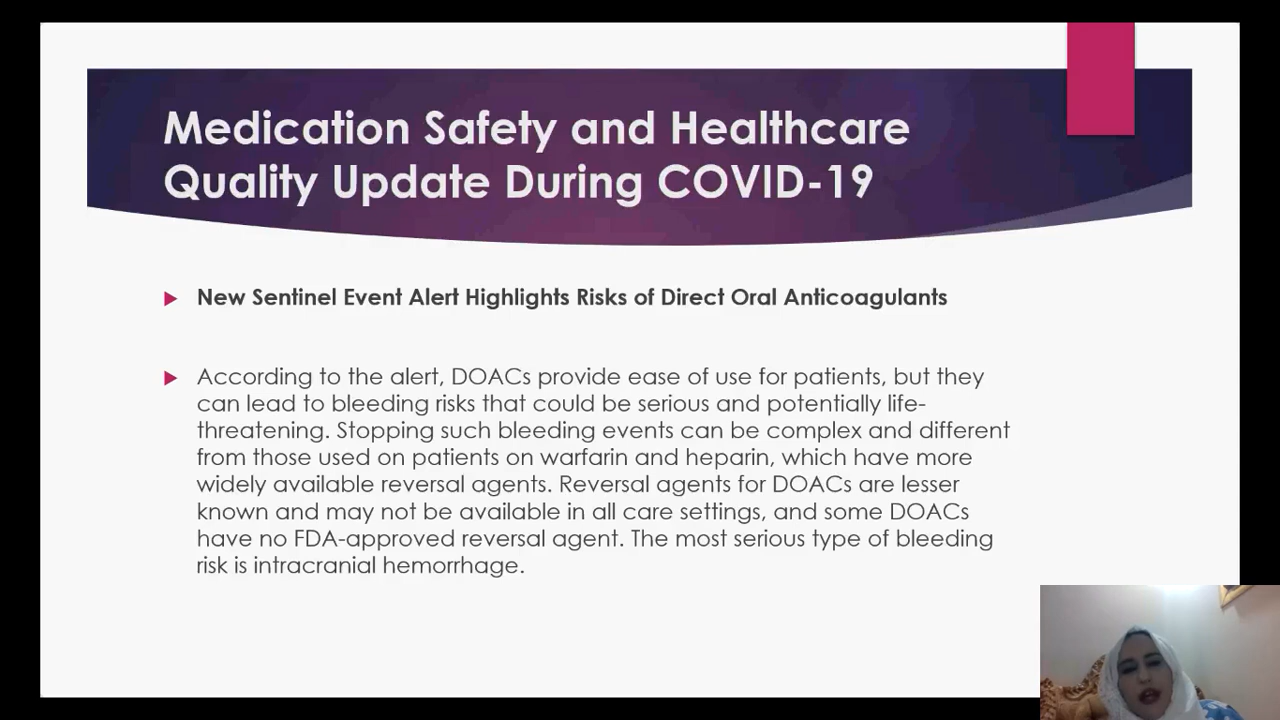 Medication Safety and Healthcare
Quality Update During COVID-19
New Sentinel Event Alert Highlights Risks of Direct Oral Anticoagulants
According to the alert, DOACs provide ease of use for patients, but they
can lead to bleeding risks that could be serious and potentially life-
threatening. Stopping such bleeding events can be complex and different
from those used on patients on warfarin and heparin, which have more
widely available reversal agents. Reversal agents for DOACs are lesser
known and may not be available in all care settings, and some DOACs
have no FDA-approved reversal agent. The most serious type of bleeding
risk is intracranial hemorrhage.